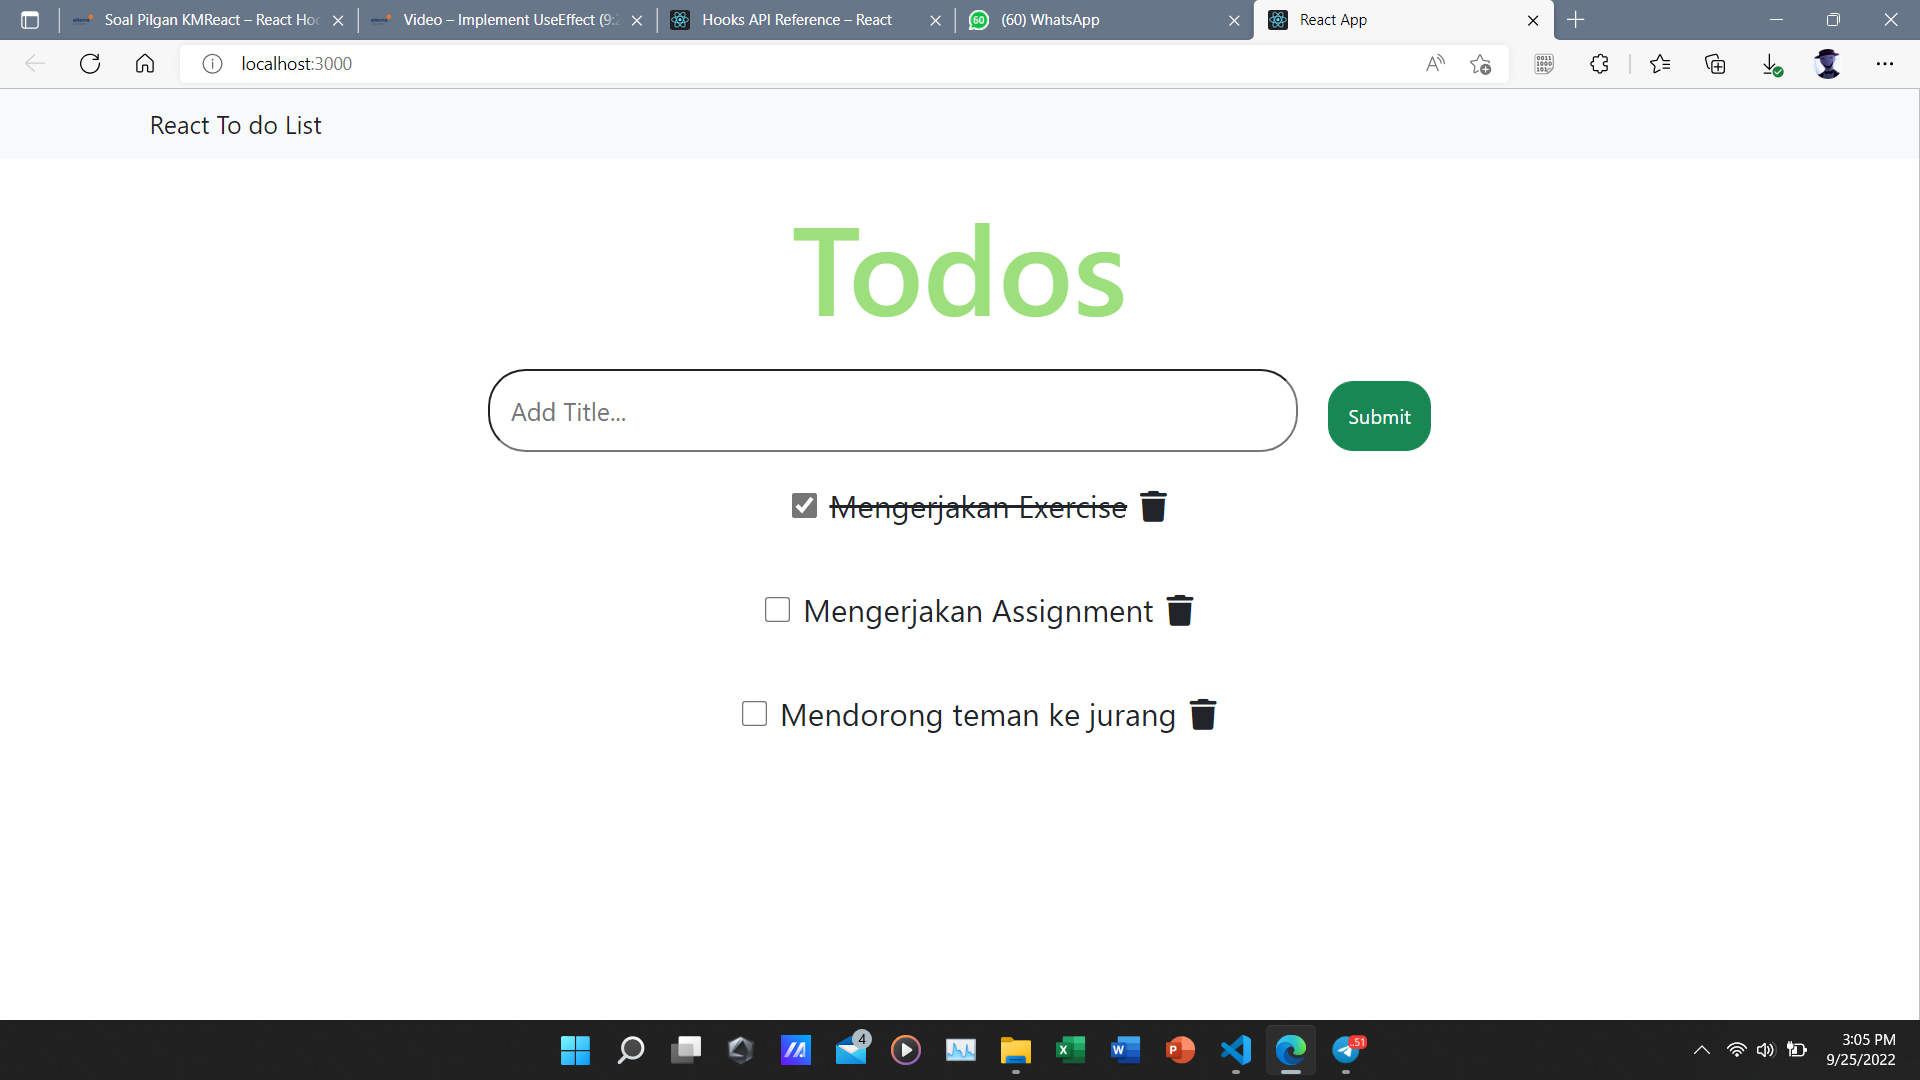 Soal Pilgan KMReact – React Hoo
Video – Implement UseEffect (9:2
Hooks API Reference – React
60
(60) WhatsApp
React App
localhost:3000
React To do List
Todos
Add Title...
Submit
Mengerjakan Exercise
Mengerjakan Assignment
Mendorong teman ke jurang
4
51
3:05 PM
9/25/2022